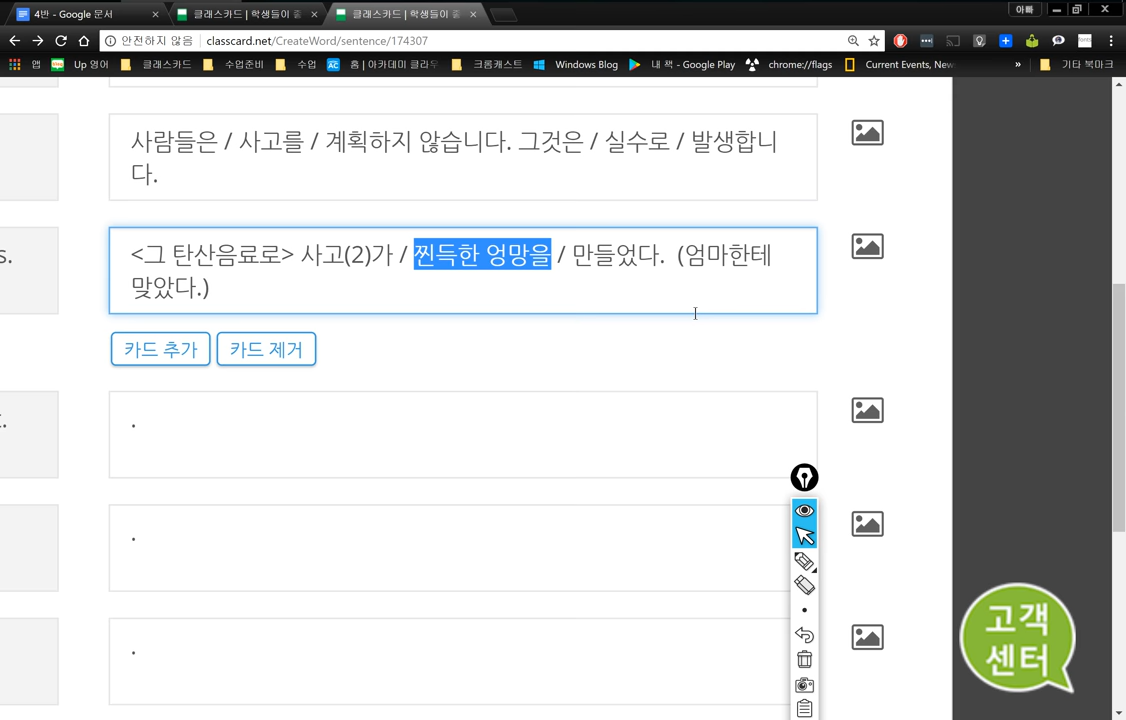 4반 - Google 문서
클래스카드 | 학생들이 좋
클래스카드 | 학생들이 좋
아빠
안전하지 않음
classcard.net/CreateWord/sentence/174307
앱
Up 영어
클래스카드
수업준비
수업
홈 | 아카데미 클라우
크롬캐스트
Windows Blog
내 책 - Google Play
chrome://flags
Current Events, New
»
기타 북마크
사람들은 / 사고를 / 계획하지 않습니다. 그것은 / 실수로 / 발생합니
다.
s.
<그 탄산음료로> 사고(2)가 / 찐득한 엉망을 / 만들었다.  (엄마한테
맞았다.)
카드 추가
카드 제거
.
.
.
고객
센터